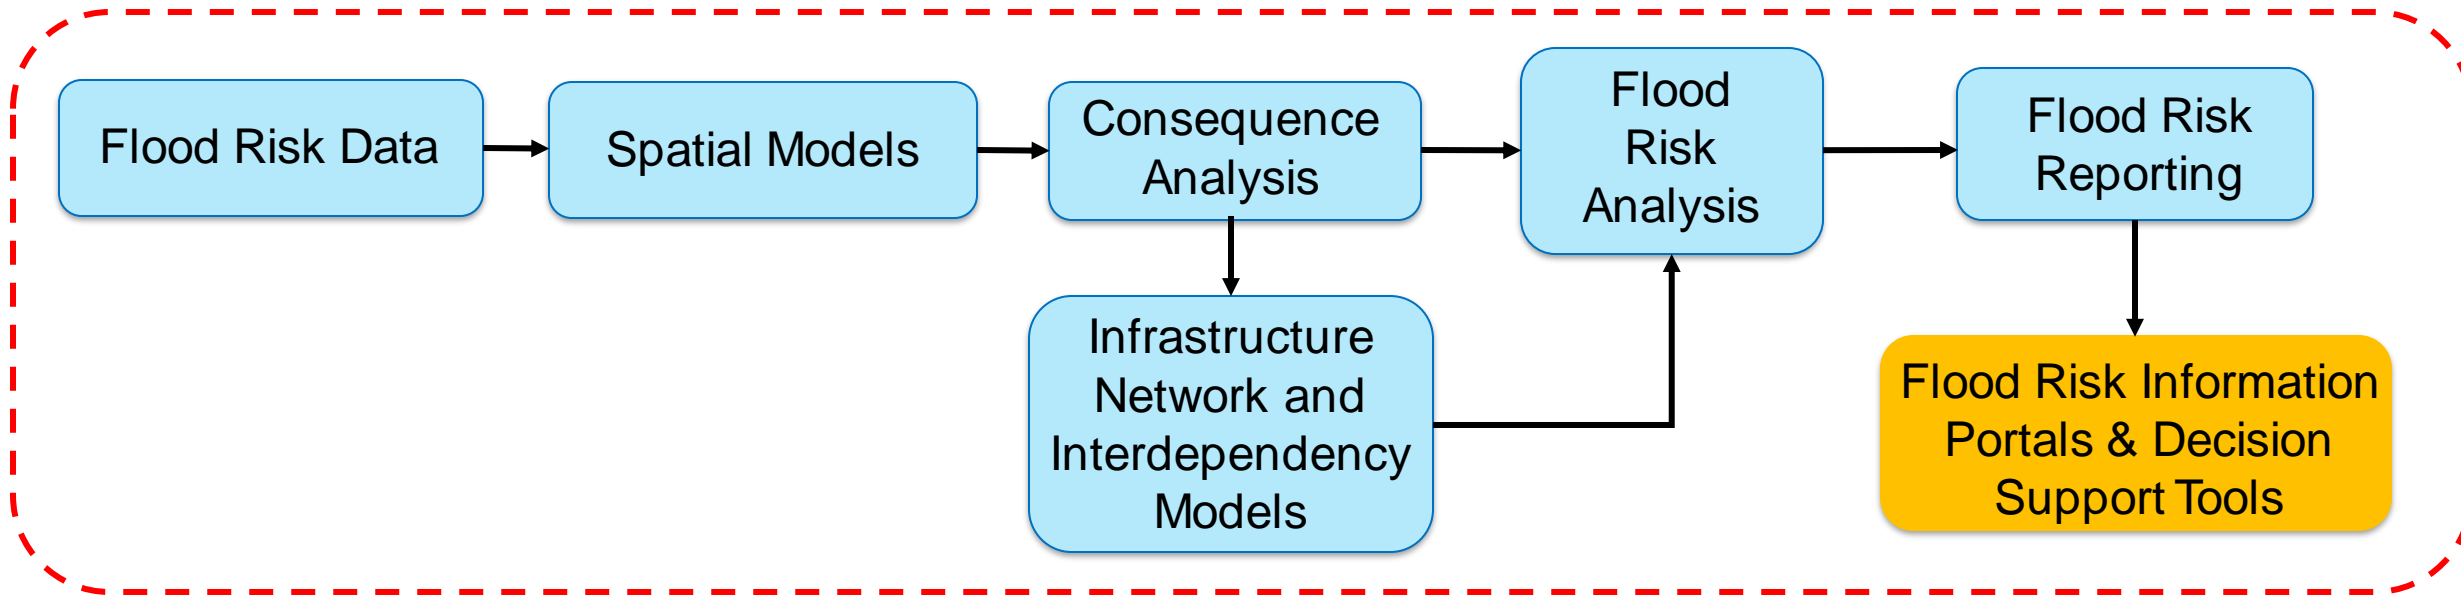 Flood Risk Data
Spatial Models
Consequence
Analysis
Flood
Risk
Analysis
Flood Risk
Reporting
Infrastructure
Network and
Interdependency
Models
Flood Risk Information
Portals & Decision
Support Tools